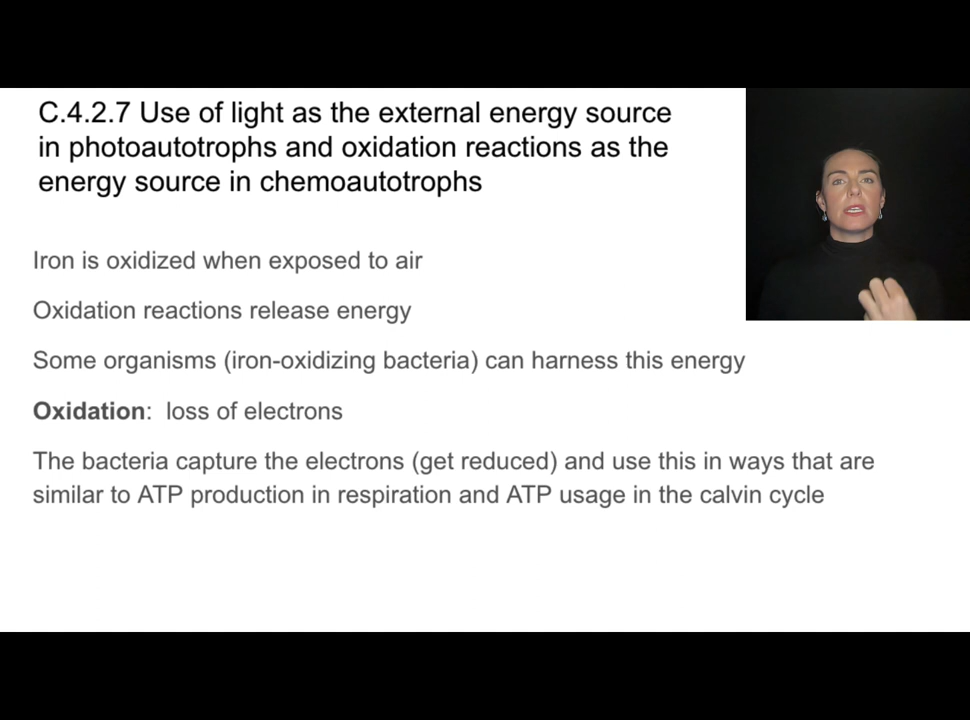 C.4.2.7 Use of light as the external energy source
in photoautotrophs and oxidation reactions as the
energy source in chemoautotrophs
Iron is oxidized when exposed to air
Oxidation reactions release energy
Some organisms (iron-oxidizing bacteria) can harness this energy
Oxidation:  loss of electrons
The bacteria capture the electrons (get reduced) and use this in ways that are
similar to ATP production in respiration and ATP usage in the calvin cycle